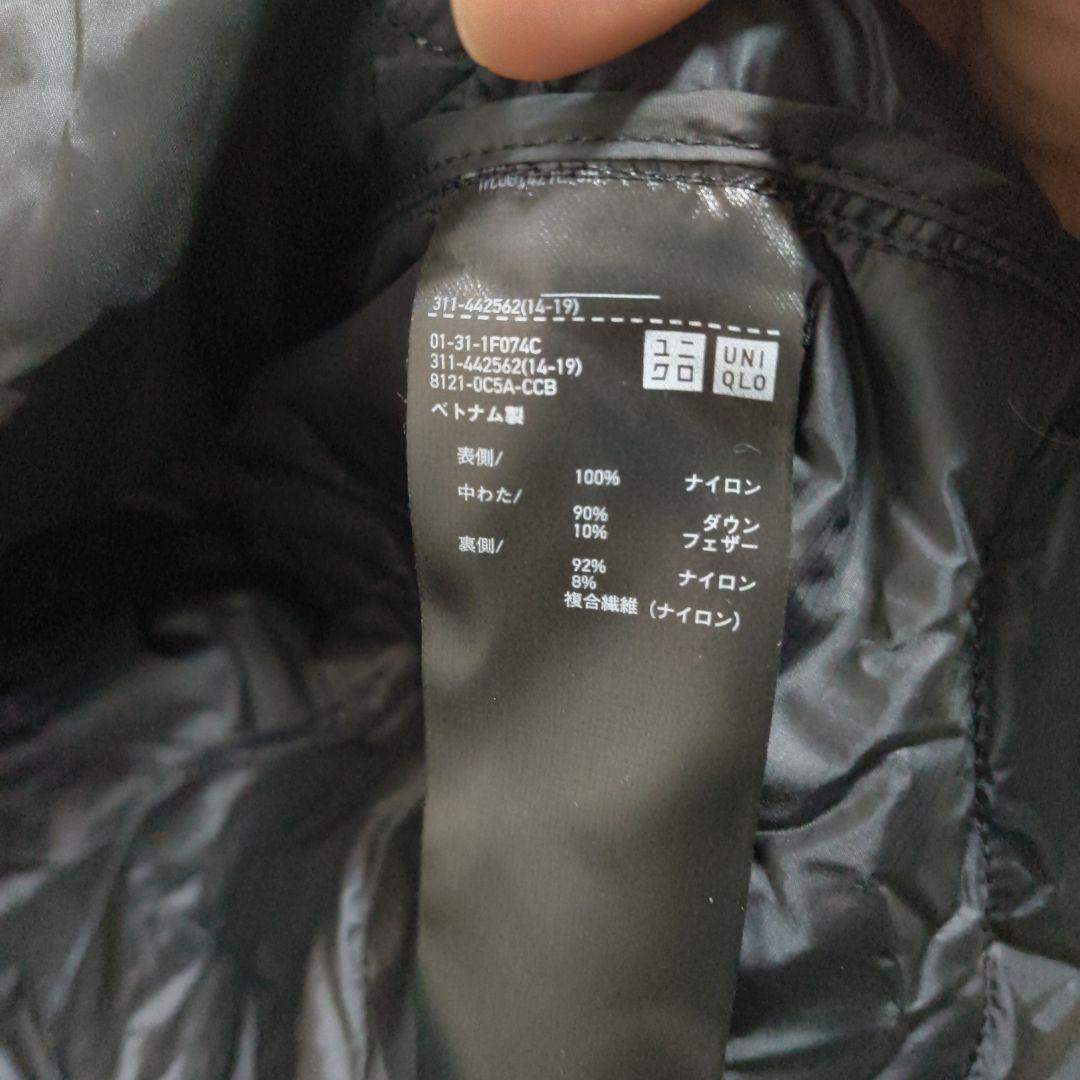 311-442562(14-19)
01-31-1F074C
311-442562(14-19)
8121-0C5A-CCB
ユニ
クロ
UNI
QLO
ベトナム製
表側/
100% ナイロン
中わた/
90% ダウン
10% フェザー
裏側/
92% ナイロン
8%
複合繊維 (ナイロン)